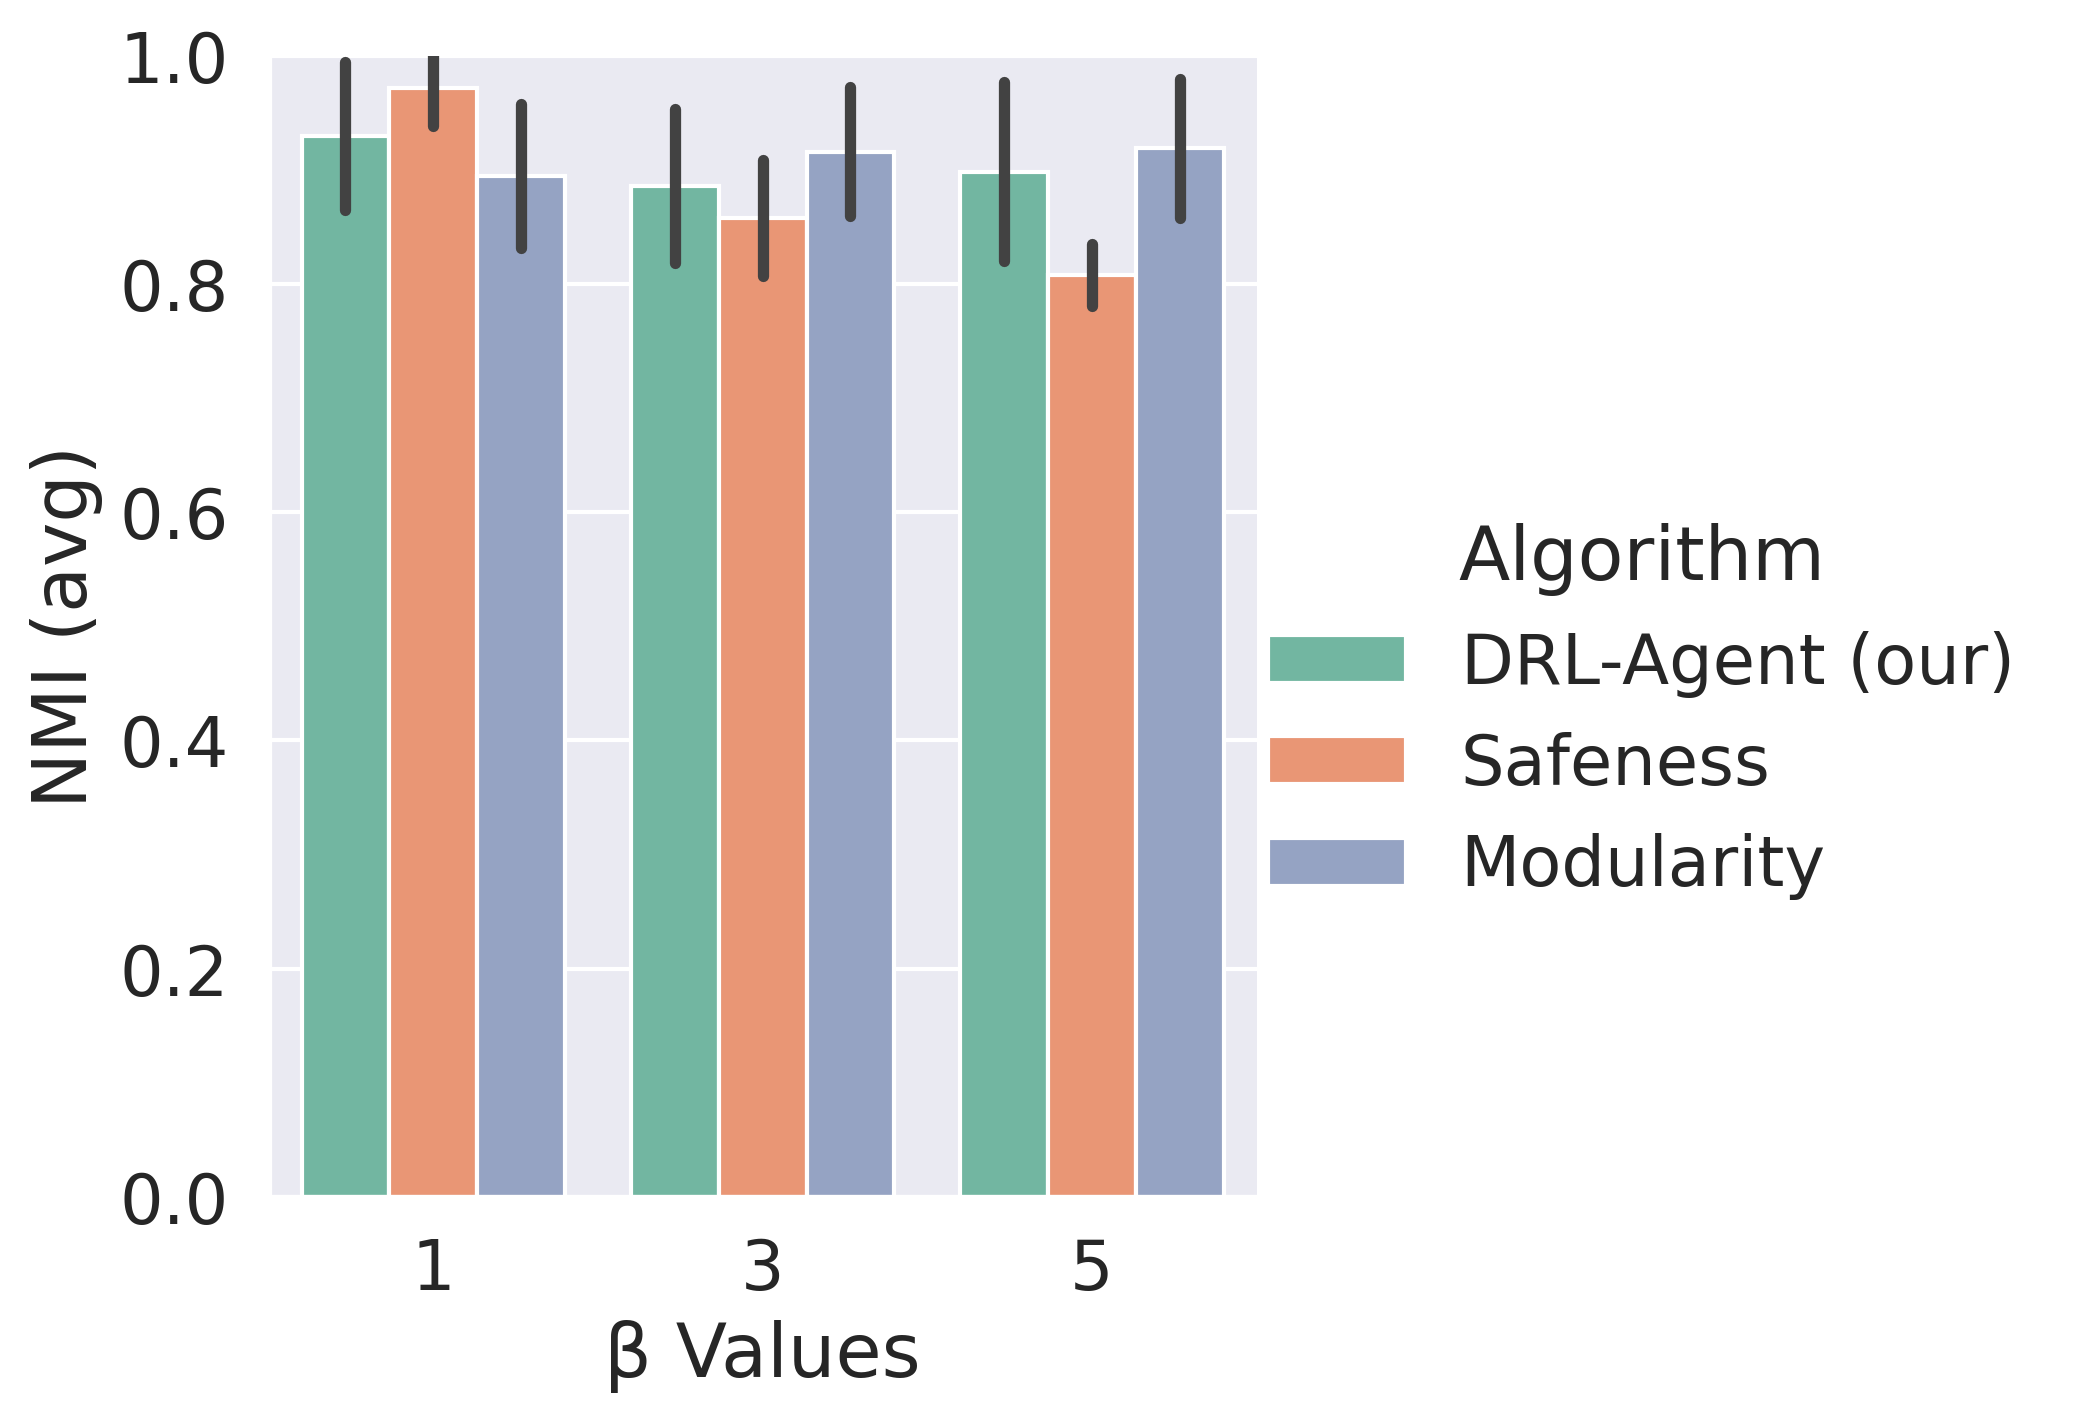 1.0
0.8
0.6
0.4
0.2
0.0
NMI (avg)
1 3 5
β Values
Algorithm
DRL-Agent (our)
Safeness
Modularity